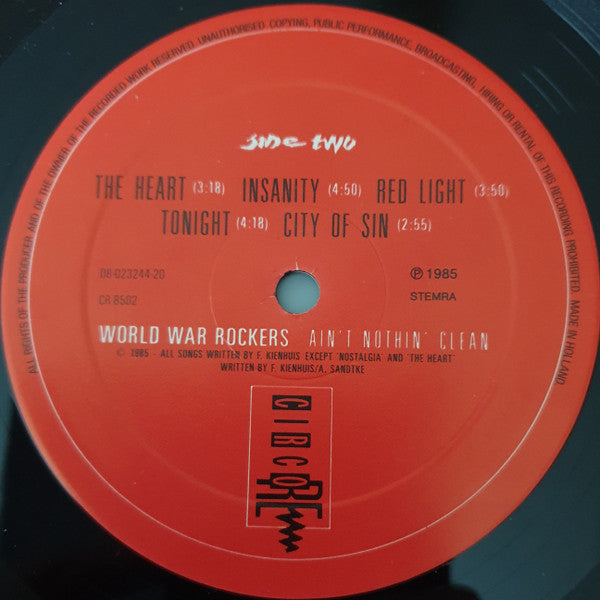 ALL RIGHTS OF THE PRODUCER AND OF THE OWNER OF THE RECORDED WORK RESERVED. UNAUTHORISED COPYING, PUBLIC PERFORMANCE, BROADCASTING, HIRING OR RENTAL OF THIS RECORDING PROHIBITED. MADE IN HOLLAND
side two
THE HEART (3:18) INSANITY (4:50) RED LIGHT (3:50)
TONIGHT (4:18) CITY OF SIN (2:55)
08-023244-20
℗ 1985
CR 8502
STEMRA
WORLD WAR ROCKERS AIN'T NOTHIN' CLEAN
© 1985 - ALL SONGS WRITTEN BY F. KIENHUIS EXCEPT 'NOSTALGIA' AND 'THE HEART'
WRITTEN BY F. KIENHUIS/A. SANDTKE
CIRCO
RE